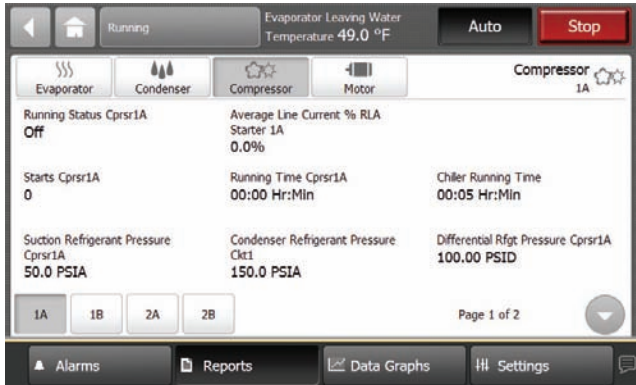 Running
Evaporator Leaving Water
Temperature 49.0 °F
Auto
Stop
Evaporator
Condenser
Compressor
Motor
Compressor
1A
Running Status Cprsr1A
Off
Average Line Current % RLA
Starter 1A
0.0%
Starts Cprsr1A
0
Running Time Cprsr1A
00:00 Hr:Min
Chiller Running Time
00:05 Hr:Min
Suction Refrigerant Pressure
Cprsr1A
50.0 PSIA
Condenser Refrigerant Pressure
Ckt1
150.0 PSIA
Differential Rfgt Pressure Cprsr1A
100.00 PSID
1A
1B
2A
2B
Page 1 of 2
Alarms
Reports
Data Graphs
Settings